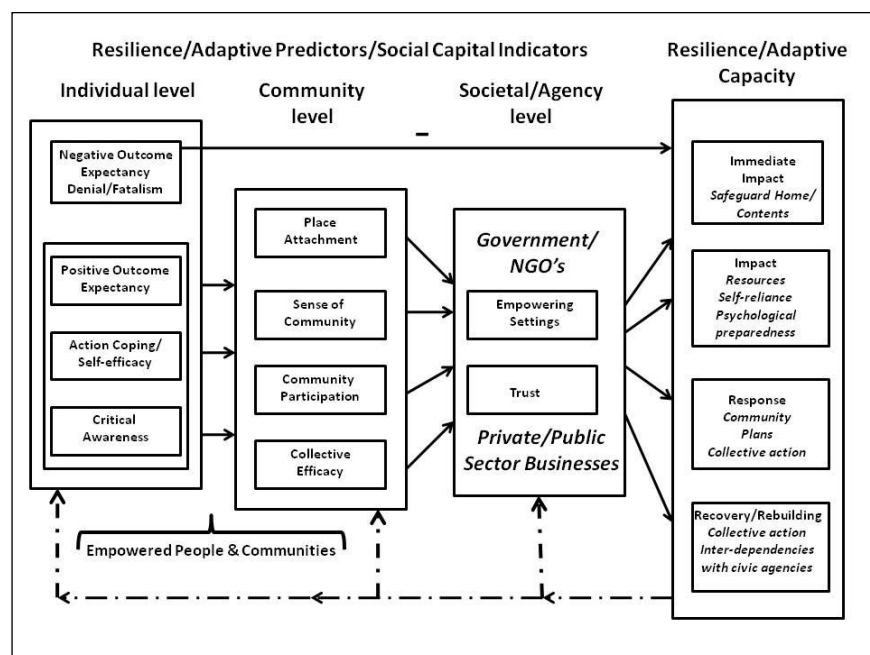 Resilience/Adaptive Predictors/Social Capital Indicators
Resilience/Adaptive
Capacity
Individual level
Community
level
Societal/Agency
level
–
Negative Outcome
Expectancy
Denial/Fatalism
Positive Outcome
Expectancy
Action Coping/
Self-efficacy
Critical
Awareness
Place
Attachment
Sense of
Community
Community
Participation
Collective
Efficacy
Government/
NGO's
Empowering
Settings
Trust
Private/Public
Sector Businesses
Immediate
Impact
Safeguard Home/
Contents
Impact
Resources
Self-reliance
Psychological
preparedness
Response
Community
Plans
Collective action
Recovery/Rebuilding
Collective action
Inter-dependencies
with civic agencies
Empowered People & Communities